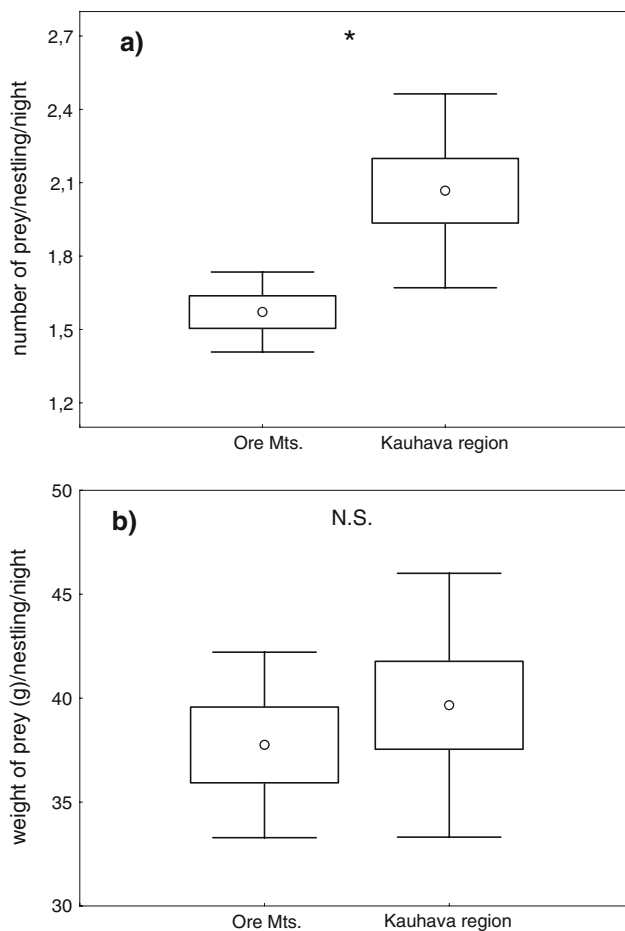 a)
*
number of prey/nestling/night
2,7
2,4
2,1
1,8
1,5
1,2
Ore Mts.
Kauhava region
b)
N.S.
weight of prey (g)/nestling/night
50
45
40
35
30
Ore Mts.
Kauhava region